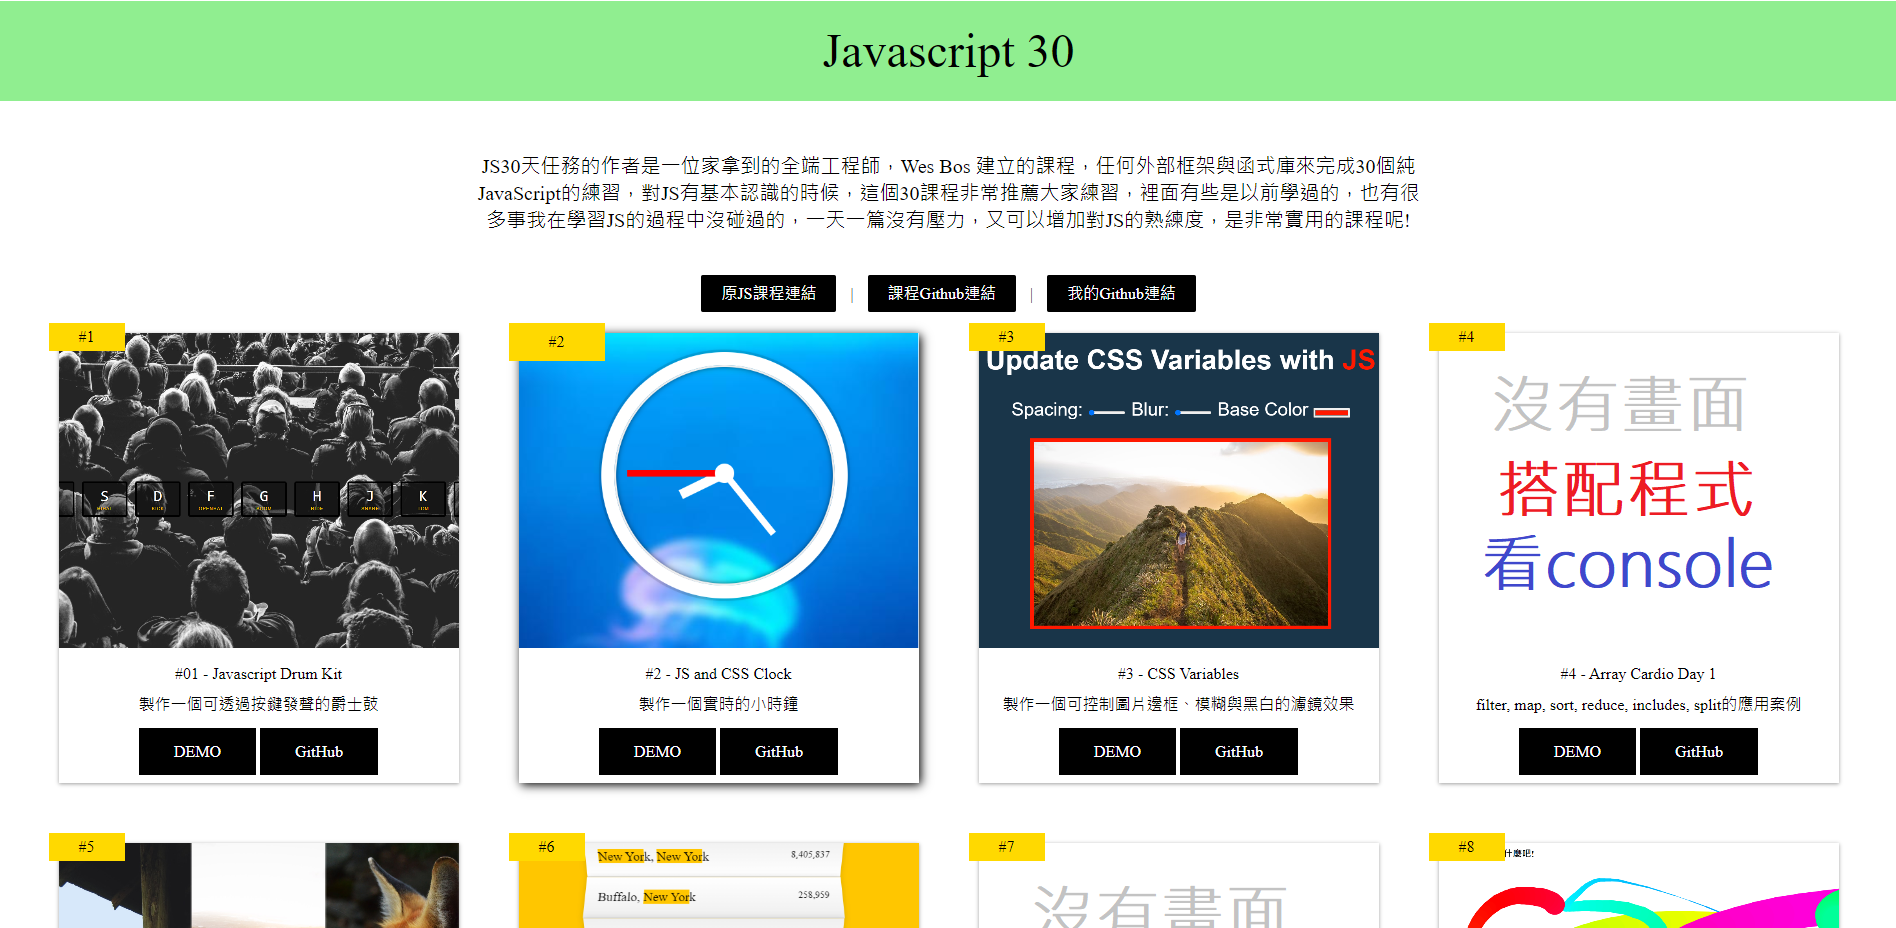 Javascript 30
JS30天任務的作者是一位家拿到的全端工程師，Wes Bos 建立的課程，任何外部框架與函式庫來完成30個純
JavaScript的練習，對JS有基本認識的時候，這個30課程非常推薦大家練習，裡面有些是以前學過的，也有很
多事我在學習JS的過程中沒碰過的，一天一篇沒有壓力，又可以增加對JS的熟練度，是非常實用的課程呢!
原JS課程連結 | 課程Github連結 | 我的Github連結
#1
S D F G H J K
#01 - Javascript Drum Kit
製作一個可透過按鍵發聲的爵士鼓
DEMO GitHub
#2
#2 - JS and CSS Clock
製作一個實時的小時鐘
DEMO GitHub
#3
Update CSS Variables with JS
Spacing: Blur: Base Color
#3 - CSS Variables
製作一個可控制圖片邊框、模糊與黑白的濾鏡效果
DEMO GitHub
#4
沒有畫面
搭配程式
看console
#4 - Array Cardio Day 1
filter, map, sort, reduce, includes, split的應用案例
DEMO GitHub
#5
#6
New York, New York 8,405,837
Buffalo, New York 258,959
#7
沒有畫面
#8
什麼吧!